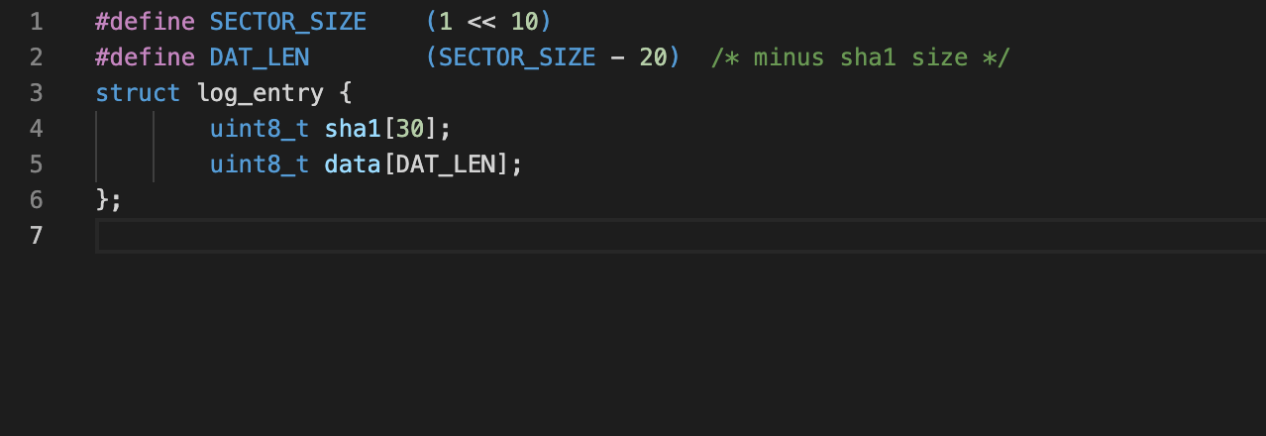 1 #define SECTOR_SIZE (1 << 10)
2 #define DAT_LEN (SECTOR_SIZE - 20) /* minus sha1 size */
3 struct log_entry {
4 uint8_t sha1[30];
5 uint8_t data[DAT_LEN];
6 };
7